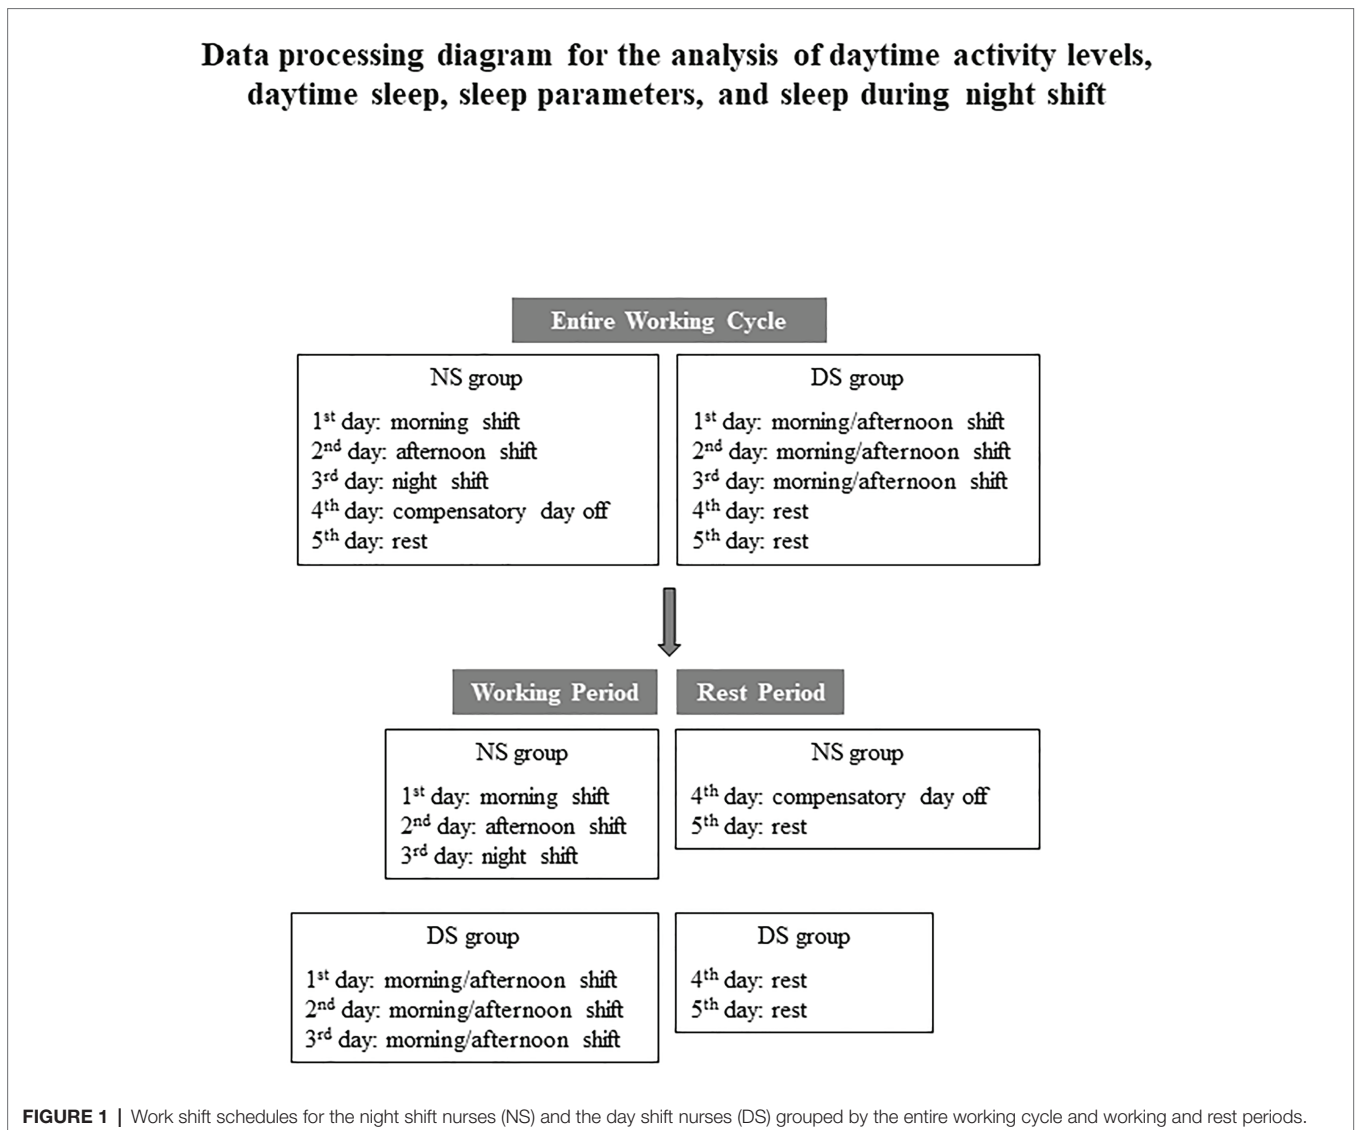 Data processing diagram for the analysis of daytime activity levels,
daytime sleep, sleep parameters, and sleep during night shift
Entire Working Cycle
NS group
1st day: morning shift
2nd day: afternoon shift
3rd day: night shift
4th day: compensatory day off
5th day: rest
DS group
1st day: morning/afternoon shift
2nd day: morning/afternoon shift
3rd day: morning/afternoon shift
4th day: rest
5th day: rest
Working Period
NS group
1st day: morning shift
2nd day: afternoon shift
3rd day: night shift
DS group
1st day: morning/afternoon shift
2nd day: morning/afternoon shift
3rd day: morning/afternoon shift
Rest Period
NS group
4th day: compensatory day off
5th day: rest
DS group
4th day: rest
5th day: rest
FIGURE 1 | Work shift schedules for the night shift nurses (NS) and the day shift nurses (DS) grouped by the entire working cycle and working and rest periods.